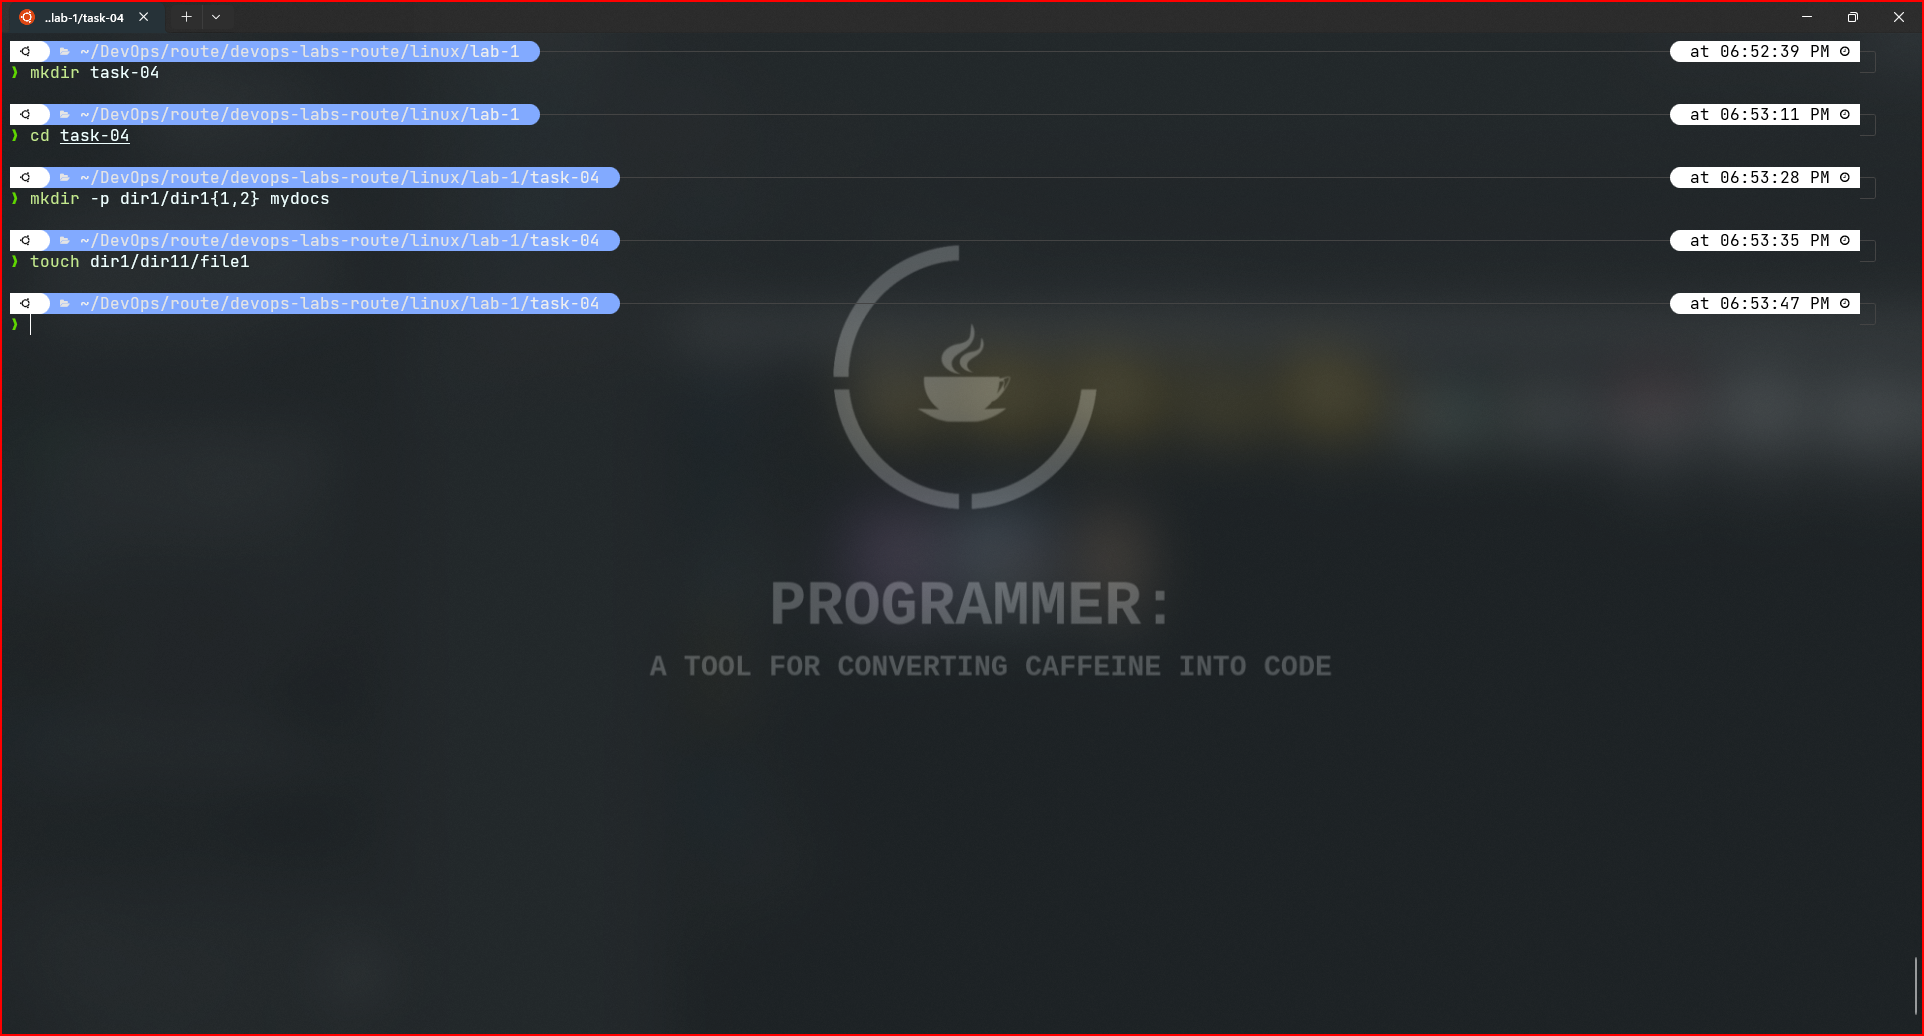 ..lab-1/task-04
~/DevOps/route/devops-labs-route/linux/lab-1 at 06:52:39 PM
❯ mkdir task-04
~/DevOps/route/devops-labs-route/linux/lab-1 at 06:53:11 PM
❯ cd task-04
~/DevOps/route/devops-labs-route/linux/lab-1/task-04 at 06:53:28 PM
❯ mkdir -p dir1/dir1{1,2} mydocs
~/DevOps/route/devops-labs-route/linux/lab-1/task-04 at 06:53:35 PM
❯ touch dir1/dir11/file1
~/DevOps/route/devops-labs-route/linux/lab-1/task-04 at 06:53:47 PM
❯
PROGRAMMER:
A TOOL FOR CONVERTING CAFFEINE INTO CODE